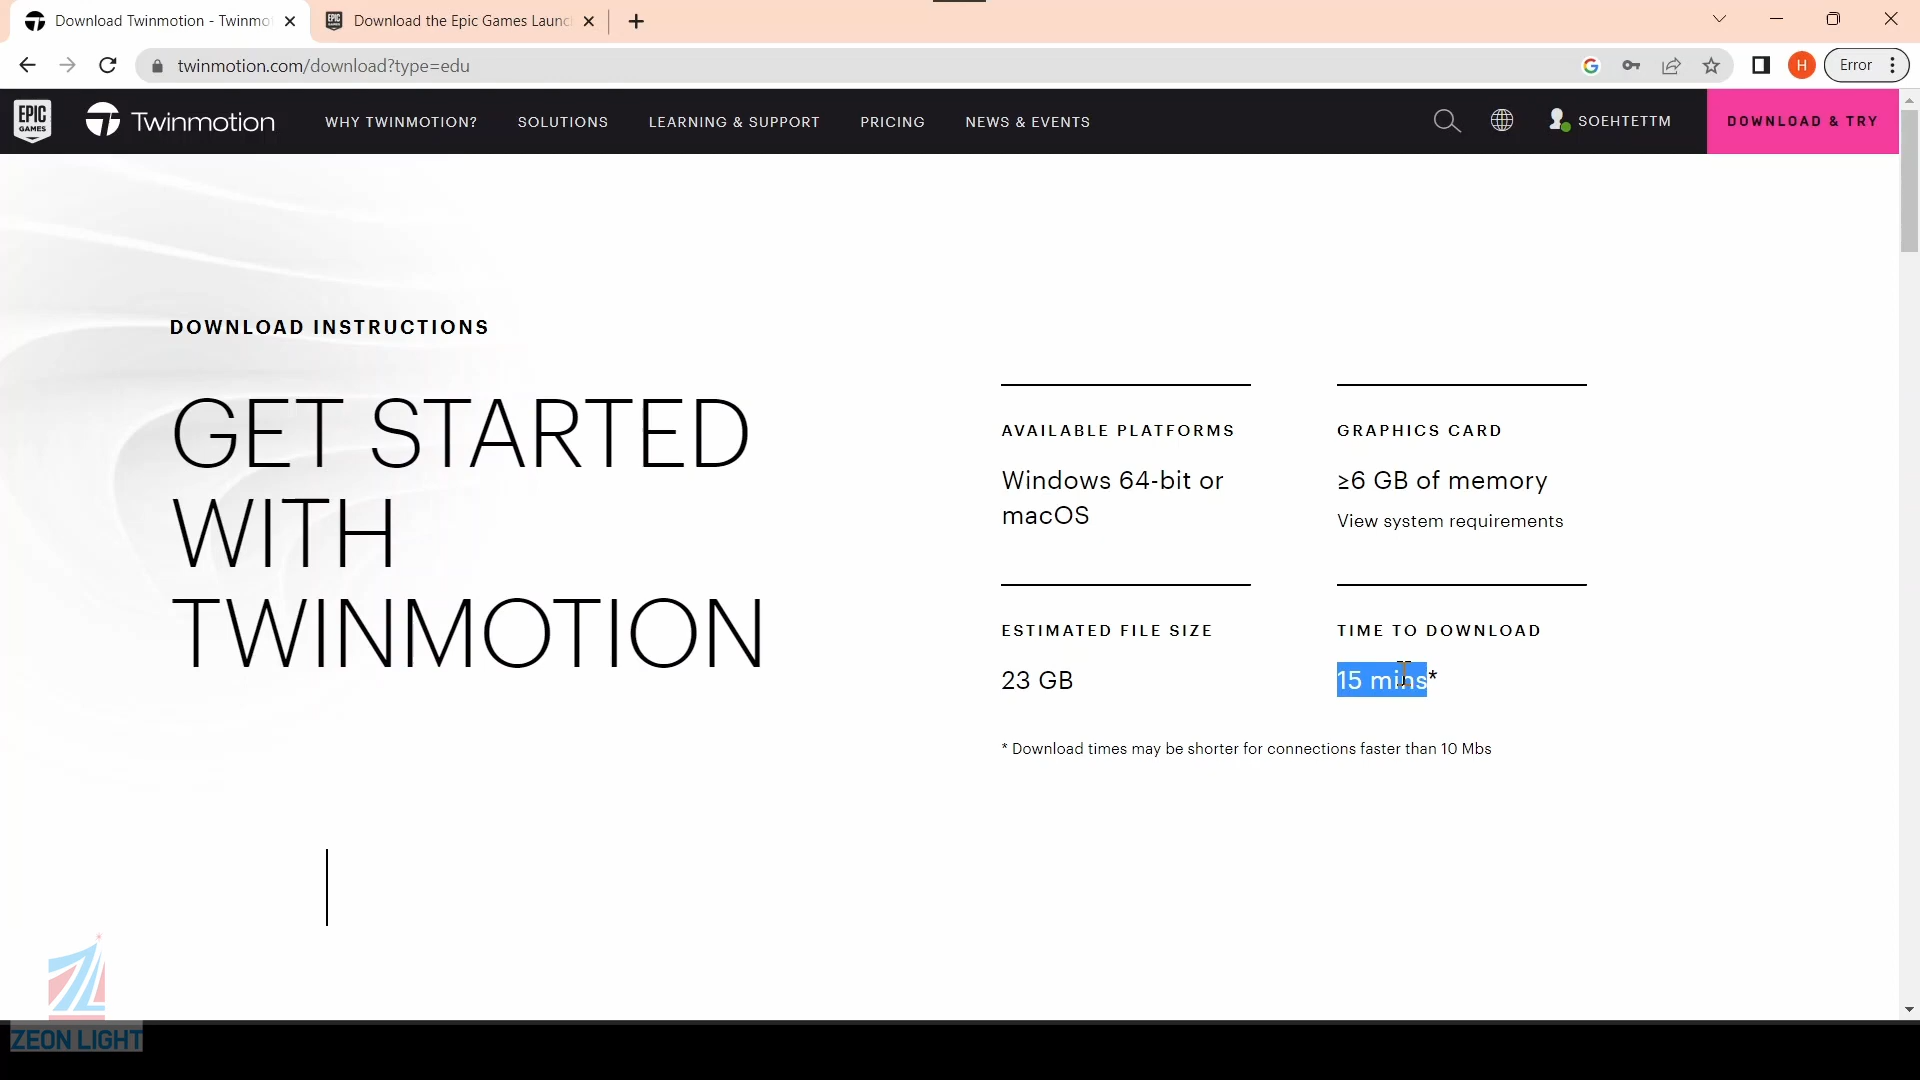 Download Twinmotion - Twinmo
Download the Epic Games Launc
twinmotion.com/download?type=edu
H
Error
EPIC
GAMES
Twinmotion
WHY TWINMOTION?
SOLUTIONS
LEARNING & SUPPORT
PRICING
NEWS & EVENTS
SOEHTETTM
DOWNLOAD & TRY
DOWNLOAD INSTRUCTIONS
GET STARTED
WITH
TWINMOTION
AVAILABLE PLATFORMS
Windows 64-bit or
macOS
GRAPHICS CARD
≥6 GB of memory
View system requirements
ESTIMATED FILE SIZE
23 GB
TIME TO DOWNLOAD
15 mins*
* Download times may be shorter for connections faster than 10 Mbs
ZEON LIGHT